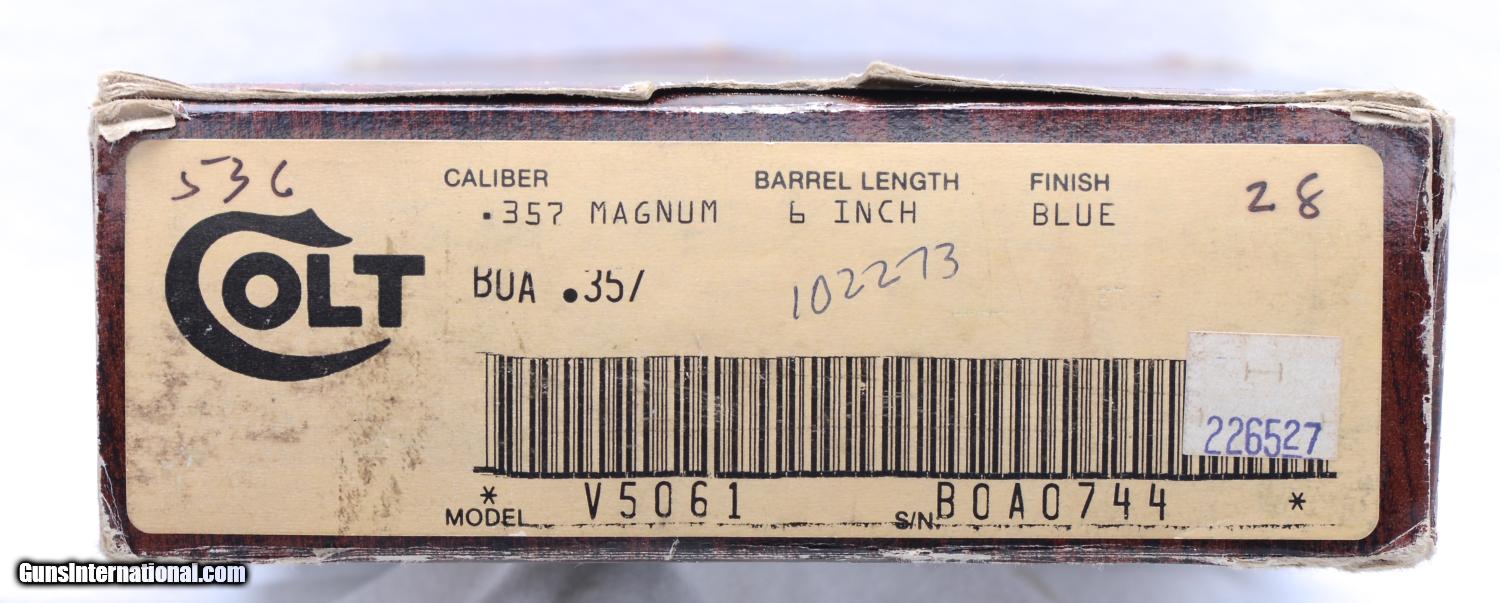 536
COLT
CALIBER BARREL LENGTH FINISH
.357 MAGNUM 6 INCH BLUE
28
BOA .357
102273
226527
* V5061 BOA0744 *
MODEL S/N
GunsInternational.com